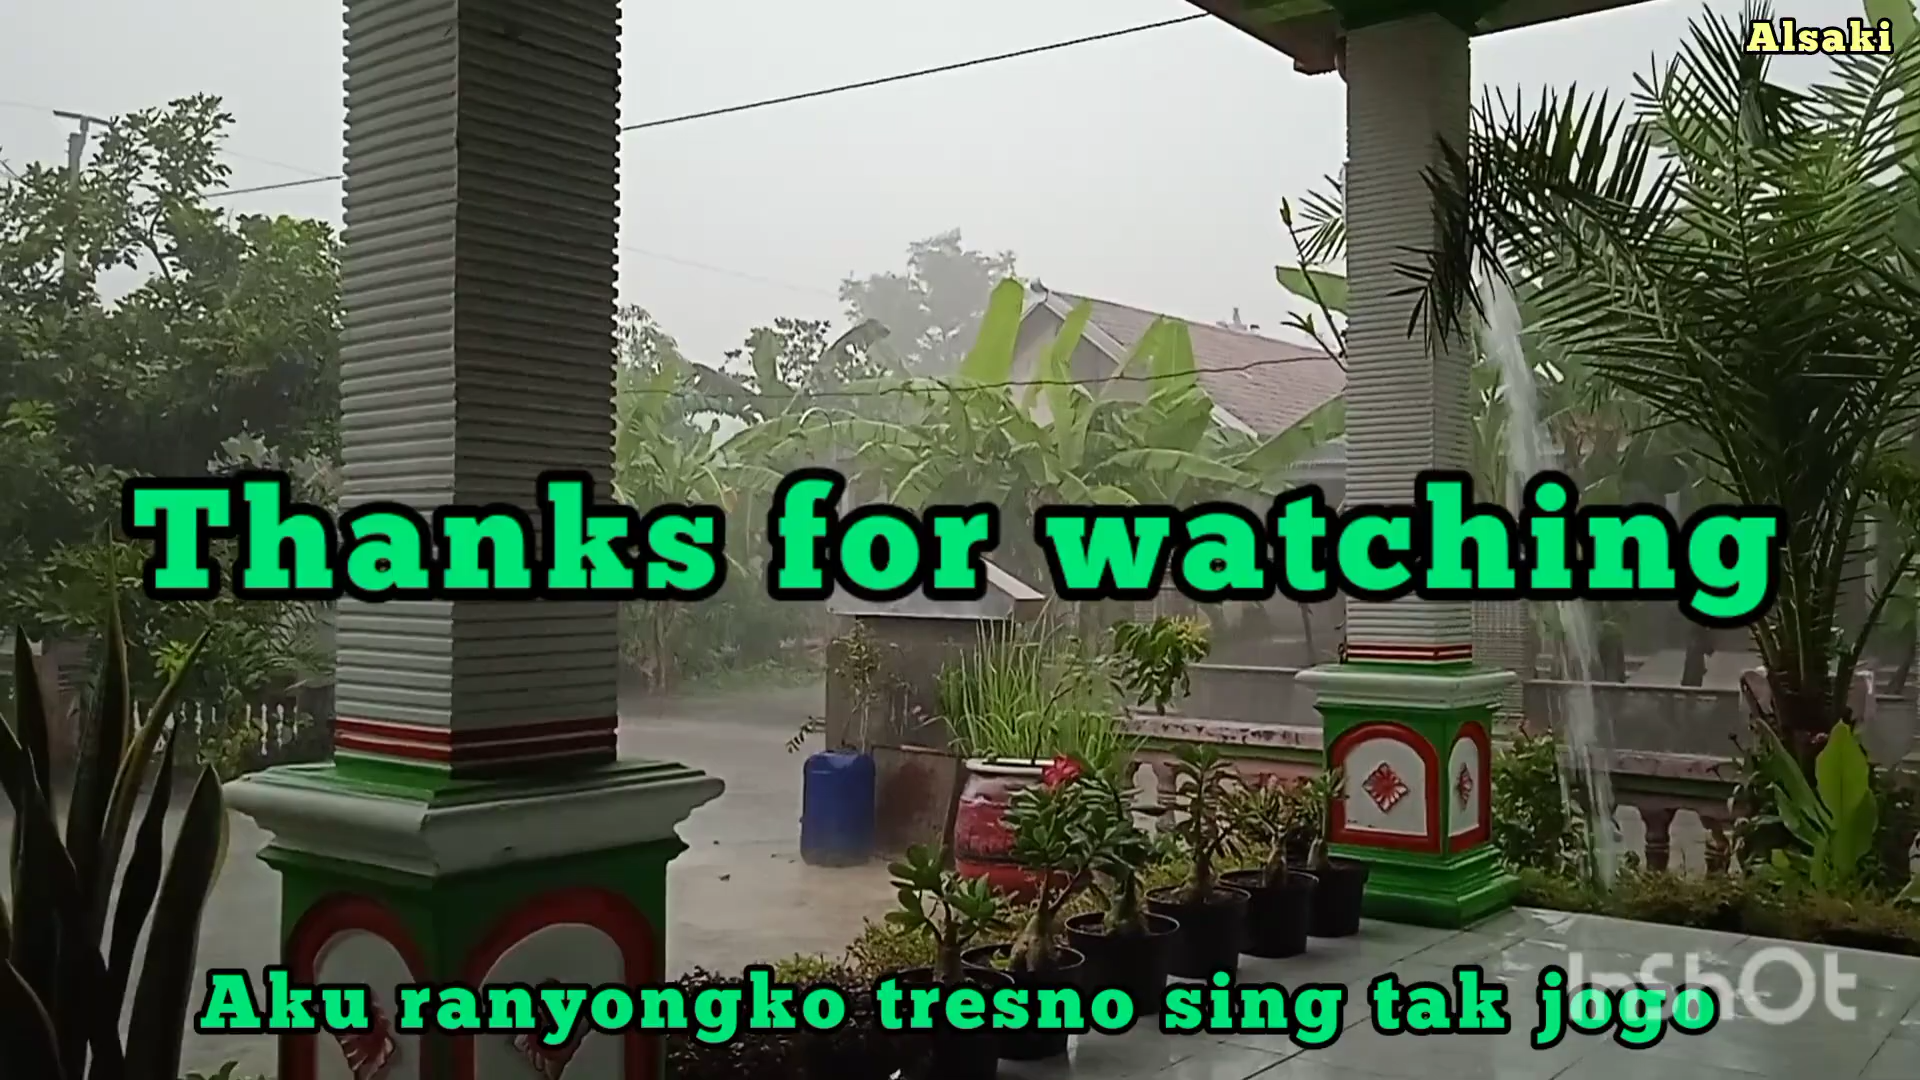 Alsaki
Thanks for watching
Aku ranyongko tresno sing tak jogo
InShOt